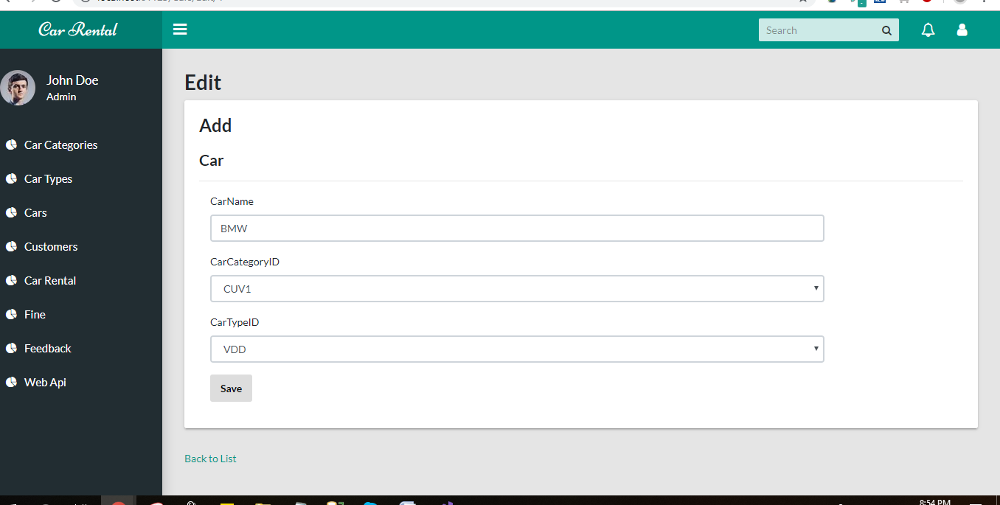 Car Rental
Search
John Doe
Admin
Car Categories
Car Types
Cars
Customers
Car Rental
Fine
Feedback
Web Api
Edit
Add
Car
CarName
BMW
CarCategoryID
CUV1
CarTypeID
VDD
Save
Back to List
8:54 PM